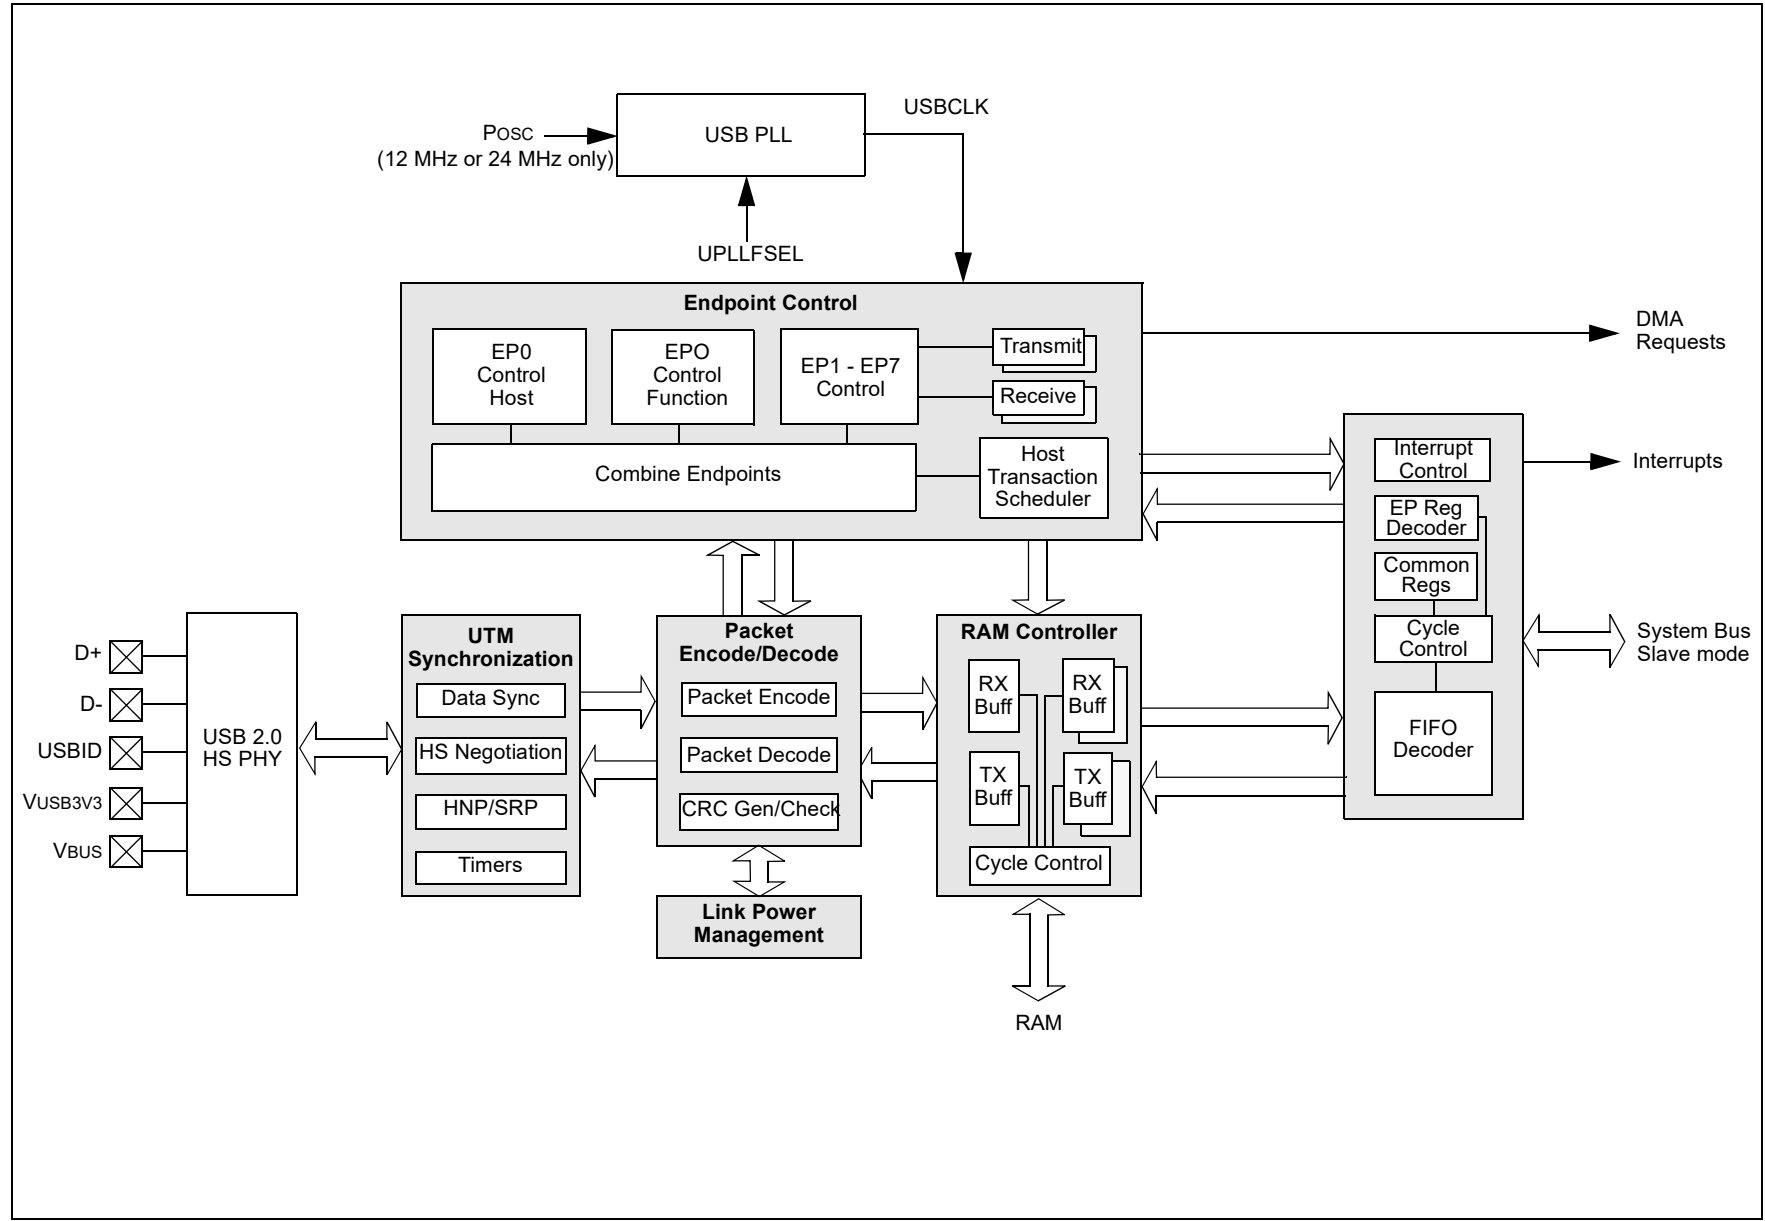 USBCLK
POSC
(12 MHz or 24 MHz only)
USB PLL
UPLLFSEL
Endpoint Control
EP0
Control
Host
EPO
Control
Function
EP1 - EP7
Control
Transmit
Receive
Combine Endpoints
Host
Transaction
Scheduler
DMA
Requests
Interrupt
Control
Interrupts
EP Reg
Decoder
Common
Regs
Cycle
Control
FIFO
Decoder
System Bus
Slave mode
D+
D-
USBID
VUSB3V3
VBUS
USB 2.0
HS PHY
UTM
Synchronization
Data Sync
HS Negotiation
HNP/SRP
Timers
Packet
Encode/Decode
Packet Encode
Packet Decode
CRC Gen/Check
Link Power
Management
RAM Controller
RX
Buff
RX
Buff
TX
Buff
TX
Buff
Cycle Control
RAM